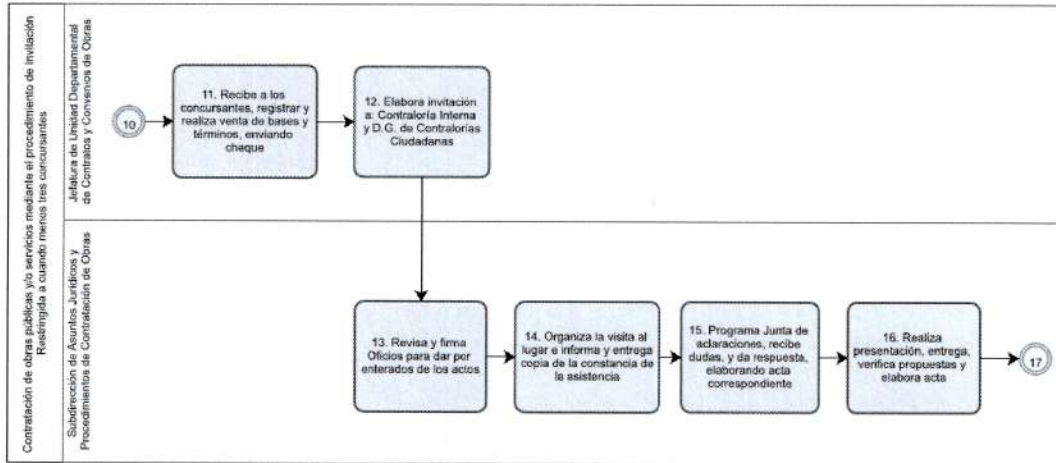 Contratación de obras públicas y/o servicios mediante el procedimiento de Invitación
Restringida a cuando menos tres concursantes
Jefatura de Unidad Departamental
de Contratos y Convenios de Obras
10
11. Recibe a los
concursantes, registrar y
realiza venta de bases y
términos, enviando
cheque
12. Elabora invitación
a: Contraloría Interna
y D.G. de Contralorías
Ciudadanas
Subdirección de Asuntos Jurídicos y
Procedimientos de Contratación de Obras
13. Revisa y firma
Oficios para dar por
enterados de los actos
14. Organiza la visita al
lugar e informa y entrega
copia de la constancia de
la asistencia
15. Programa Junta de
aclaraciones, recibe
dudas, y da respuesta,
elaborando acta
correspondiente
16. Realiza
presentación, entrega,
verifica propuestas y
elabora acta
17